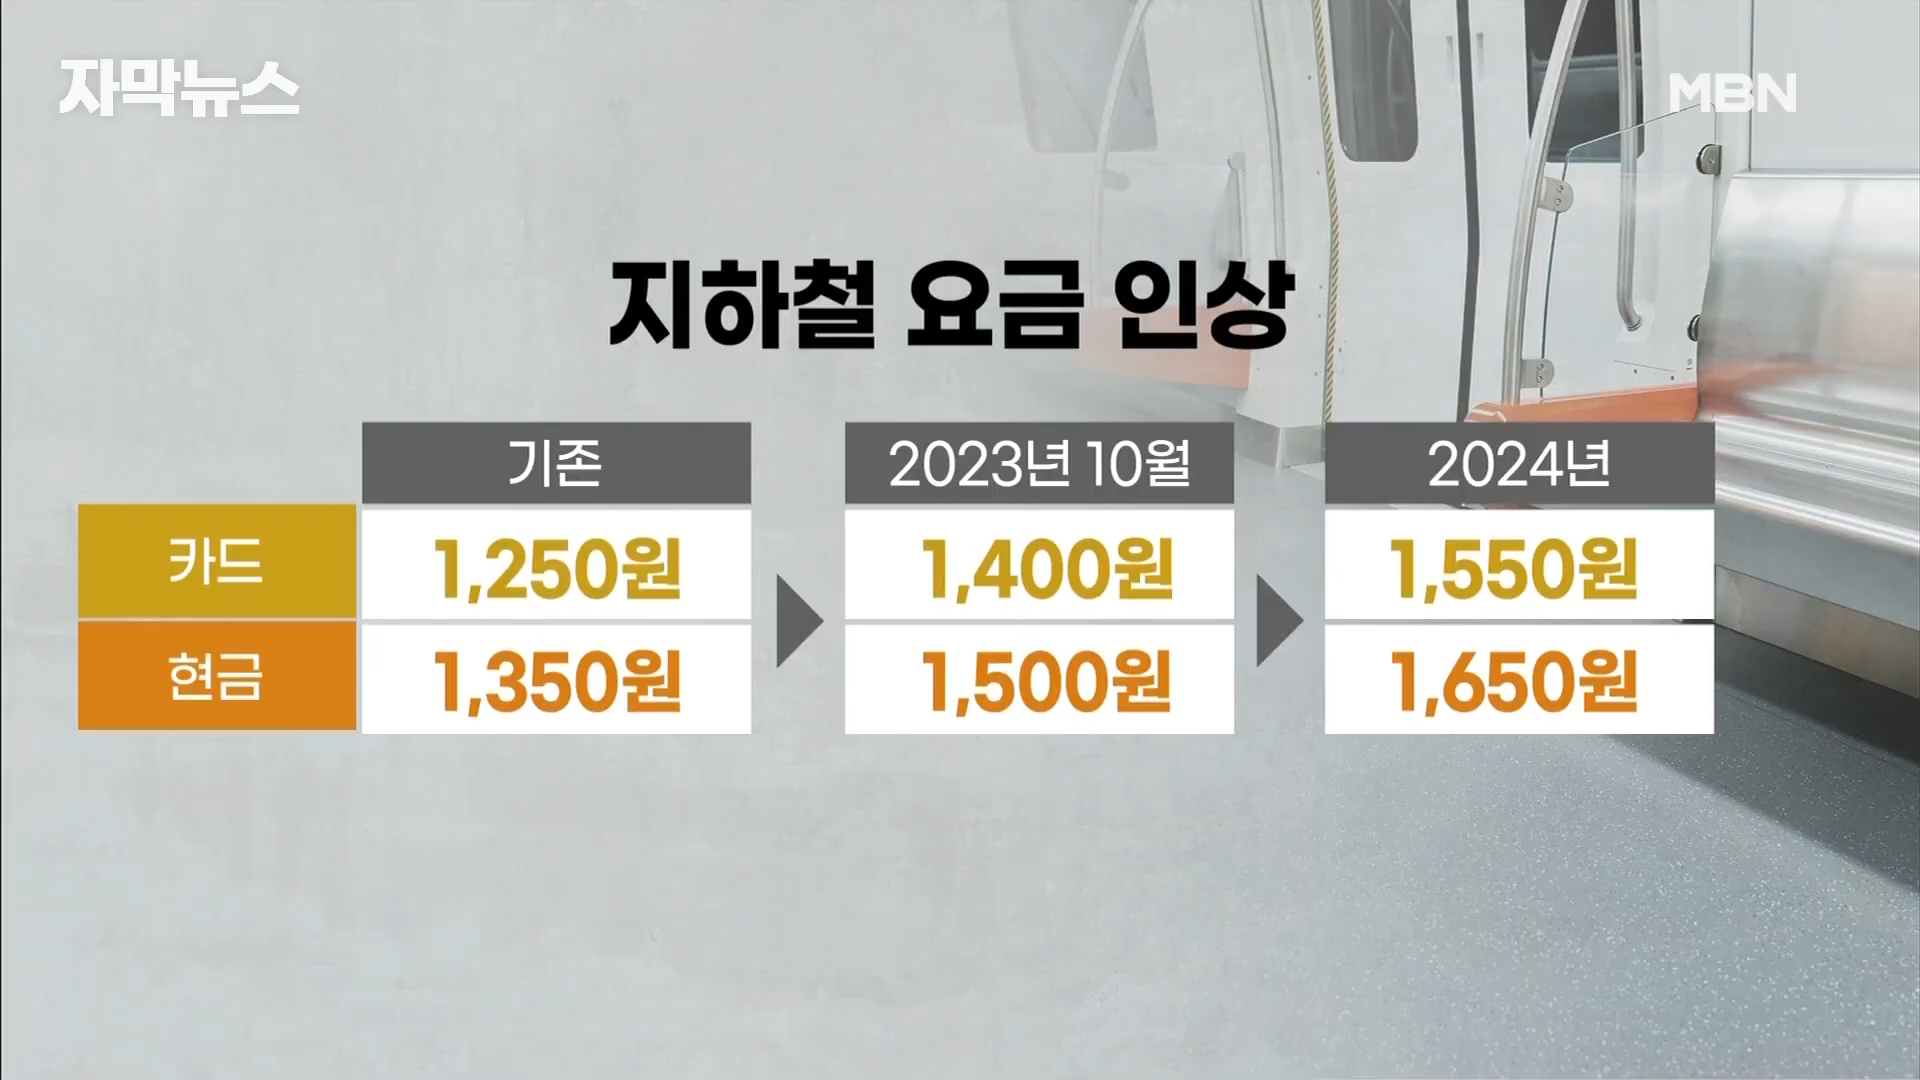 자막뉴스
MBN
지하철 요금 인상
기존 2023년 10월 2024년
카드 1,250원 1,400원 1,550원
현금 1,350원 1,500원 1,650원